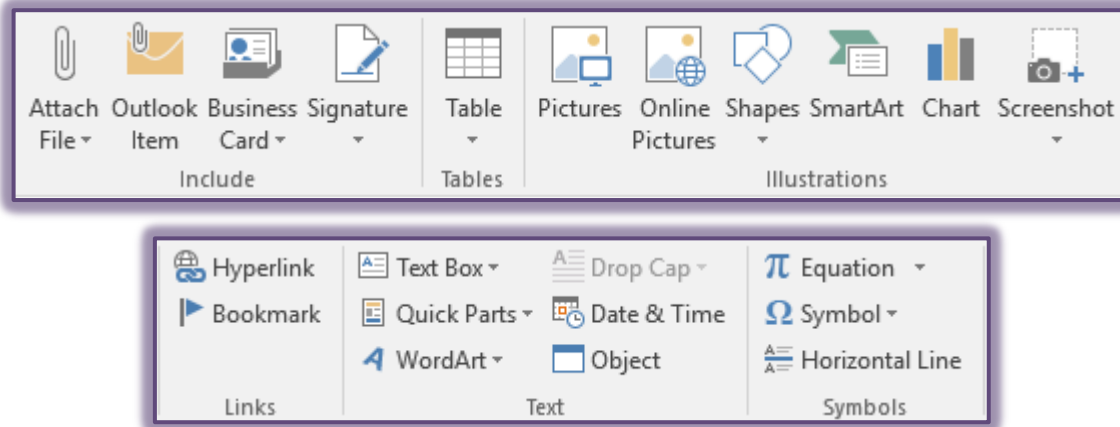 Attach Outlook Business Signature Table Pictures Online Shapes SmartArt Chart Screenshot
File Item Card Pictures
Include Tables Illustrations
Hyperlink Text Box Drop Cap π Equation
Bookmark Quick Parts Date & Time Ω Symbol
A WordArt Object Horizontal Line
Links Text Symbols